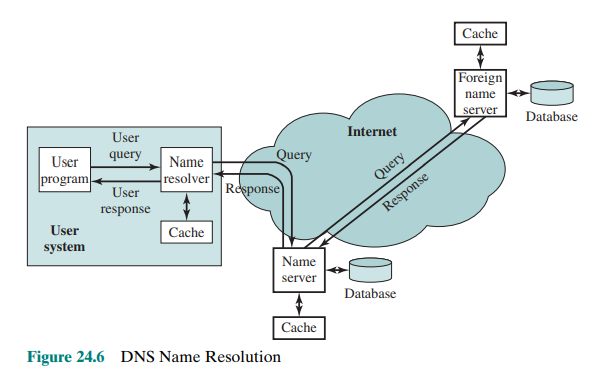 Cache
Foreign
name
server
Database
Internet
User
query
User
program
Name
resolver
User
response
Cache
User
system
Query
Response
Query
Response
Name
server
Database
Cache
Figure 24.6 DNS Name Resolution